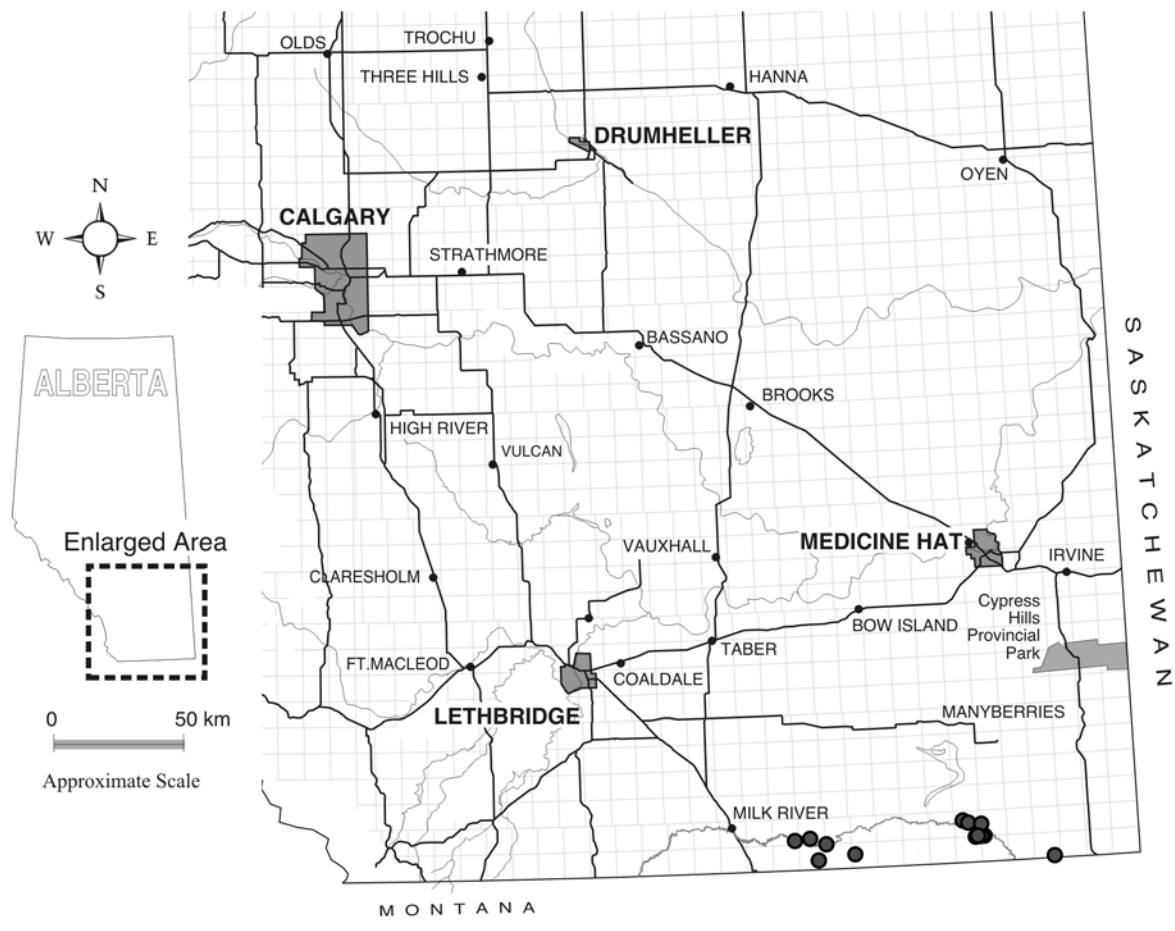 OLDS
TROCHU
THREE HILLS
HANNA
DRUMHELLER
OYEN
N
W
E
S
CALGARY
STRATHMORE
BASSANO
SASKATCHEWAN
ALBERTA
BROOKS
HIGH RIVER
VULCAN
Enlarged Area
VAUXHALL
MEDICINE HAT
IRVINE
CLARESHOLM
Cypress
Hills
Provincial
Park
BOW ISLAND
TABER
FT.MACLEOD
COALDALE
LETHBRIDGE
MANYBERRIES
0 50 km
Approximate Scale
MILK RIVER
MONTANA